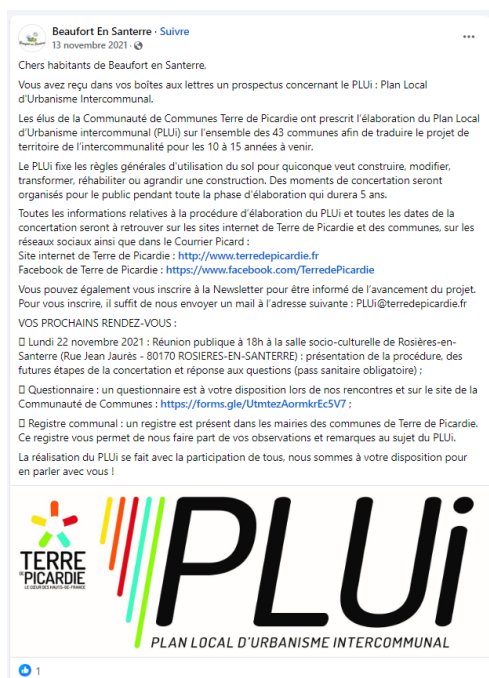 Beaufort En Santerre · Suivre
13 novembre 2021 ·
Chers habitants de Beaufort en Santerre,
Vous avez reçu dans vos boîtes aux lettres un prospectus concernant le PLUi : Plan Local
d'Urbanisme Intercommunal.
Les élus de la Communauté de Communes Terre de Picardie ont prescrit l'élaboration du Plan Local
d'Urbanisme intercommunal (PLUi) sur l'ensemble des 43 communes afin de traduire le projet de
territoire de l'intercommunalité pour les 10 à 15 années à venir.
Le PLUi fixe les règles générales d'utilisation du sol pour quiconque veut construire, modifier,
transformer, réhabiliter ou agrandir une construction. Des moments de concertation seront
organisés pour le public pendant toute la phase d'élaboration qui durera 5 ans.
Toutes les informations relatives à la procédure d'élaboration du PLUi et toutes les dates de la
concertation seront à retrouver sur les sites internet de Terre de Picardie et des communes, sur les
réseaux sociaux ainsi que dans le Courrier Picard :
Site internet de Terre de Picardie : http://www.terredepicardie.fr
Facebook de Terre de Picardie : https://www.facebook.com/TerredePicardie
Vous pouvez également vous inscrire à la Newsletter pour être informé de l'avancement du projet.
Pour vous inscrire, il suffit de nous envoyer un mail à l'adresse suivante : PLUi@terredepicardie.fr
VOS PROCHAINS RENDEZ-VOUS :
Lundi 22 novembre 2021 : Réunion publique à 18h à la salle socio-culturelle de Rosières-en-
Santerre (Rue Jean Jaurès - 80170 ROSIERES-EN-SANTERRE) : présentation de la procédure, des
futures étapes de la concertation et réponse aux questions (pass sanitaire obligatoire) ;
Questionnaire : un questionnaire est à votre disposition lors de nos rencontres et sur le site de la
Communauté de Communes : https://forms.gle/UtmtezAormkrEc5V7 ;
Registre communal : un registre est présent dans les mairies des communes de Terre de Picardie.
Ce registre vous permet de nous faire part de vos observations et remarques au sujet du PLUi.
La réalisation du PLUi se fait avec la participation de tous, nous sommes à votre disposition pour
en parler avec vous !
TERRE
DE PICARDIE
LE CŒUR DES HAUTS-DE-FRANCE
PLUi
PLAN LOCAL D'URBANISME INTERCOMMUNAL
1